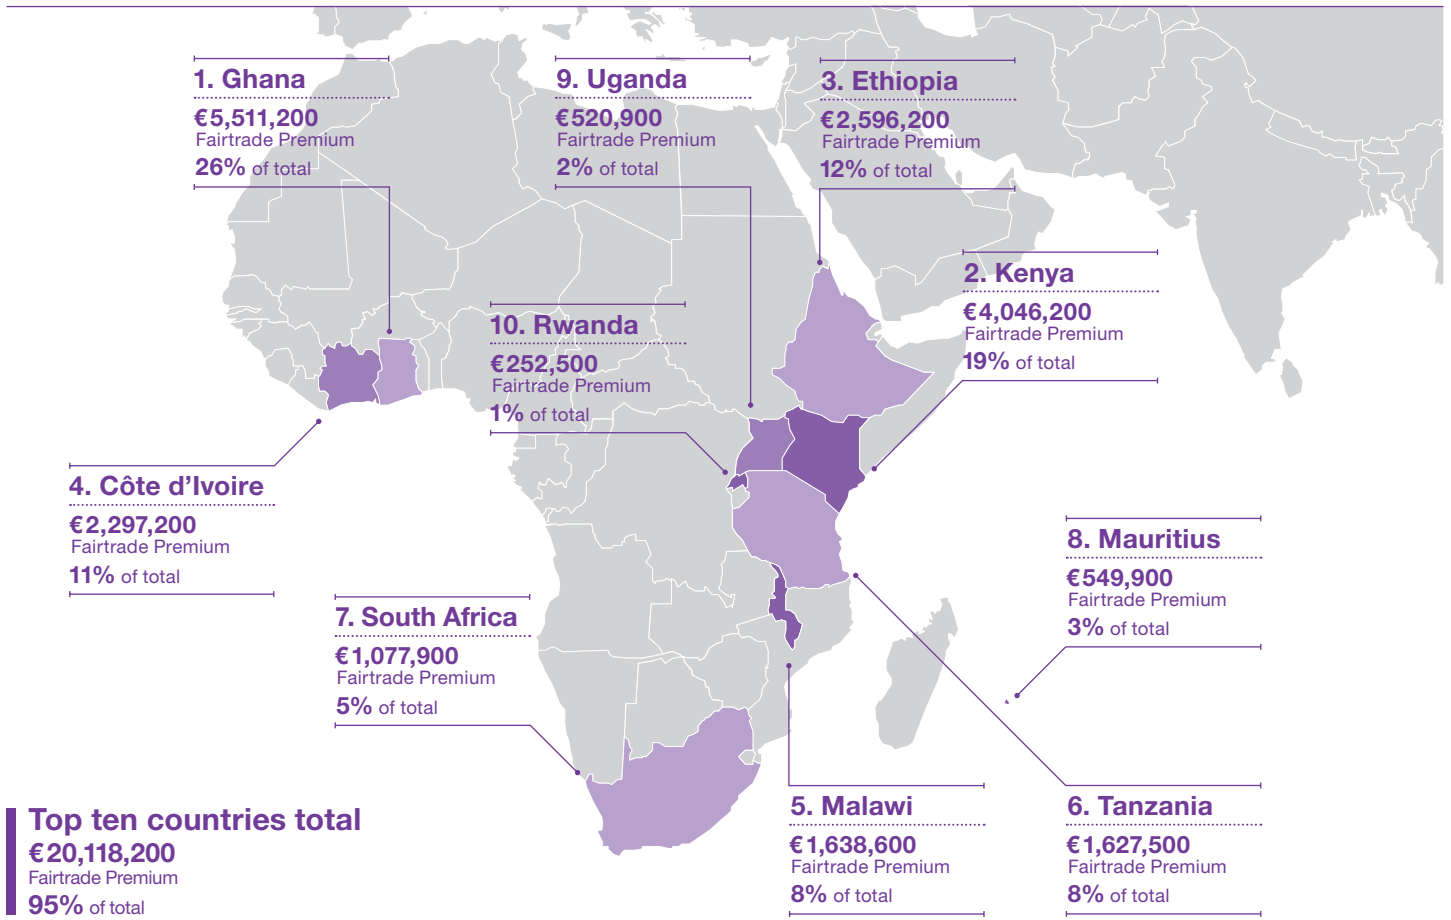 1. Ghana
€5,511,200
Fairtrade Premium
26% of total
9. Uganda
€520,900
Fairtrade Premium
2% of total
3. Ethiopia
€2,596,200
Fairtrade Premium
12% of total
2. Kenya
€4,046,200
Fairtrade Premium
19% of total
10. Rwanda
€252,500
Fairtrade Premium
1% of total
4. Côte d’Ivoire
€2,297,200
Fairtrade Premium
11% of total
8. Mauritius
€549,900
Fairtrade Premium
3% of total
7. South Africa
€1,077,900
Fairtrade Premium
5% of total
5. Malawi
€1,638,600
Fairtrade Premium
8% of total
6. Tanzania
€1,627,500
Fairtrade Premium
8% of total
Top ten countries total
€20,118,200
Fairtrade Premium
95% of total